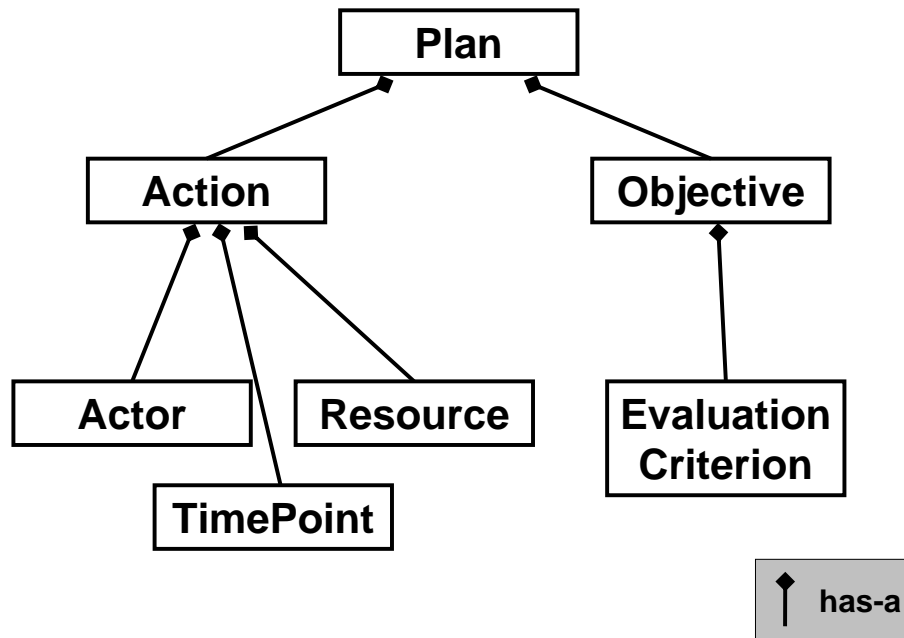 Plan
Action
Objective
Actor
Resource
Evaluation
Criterion
TimePoint
has-a